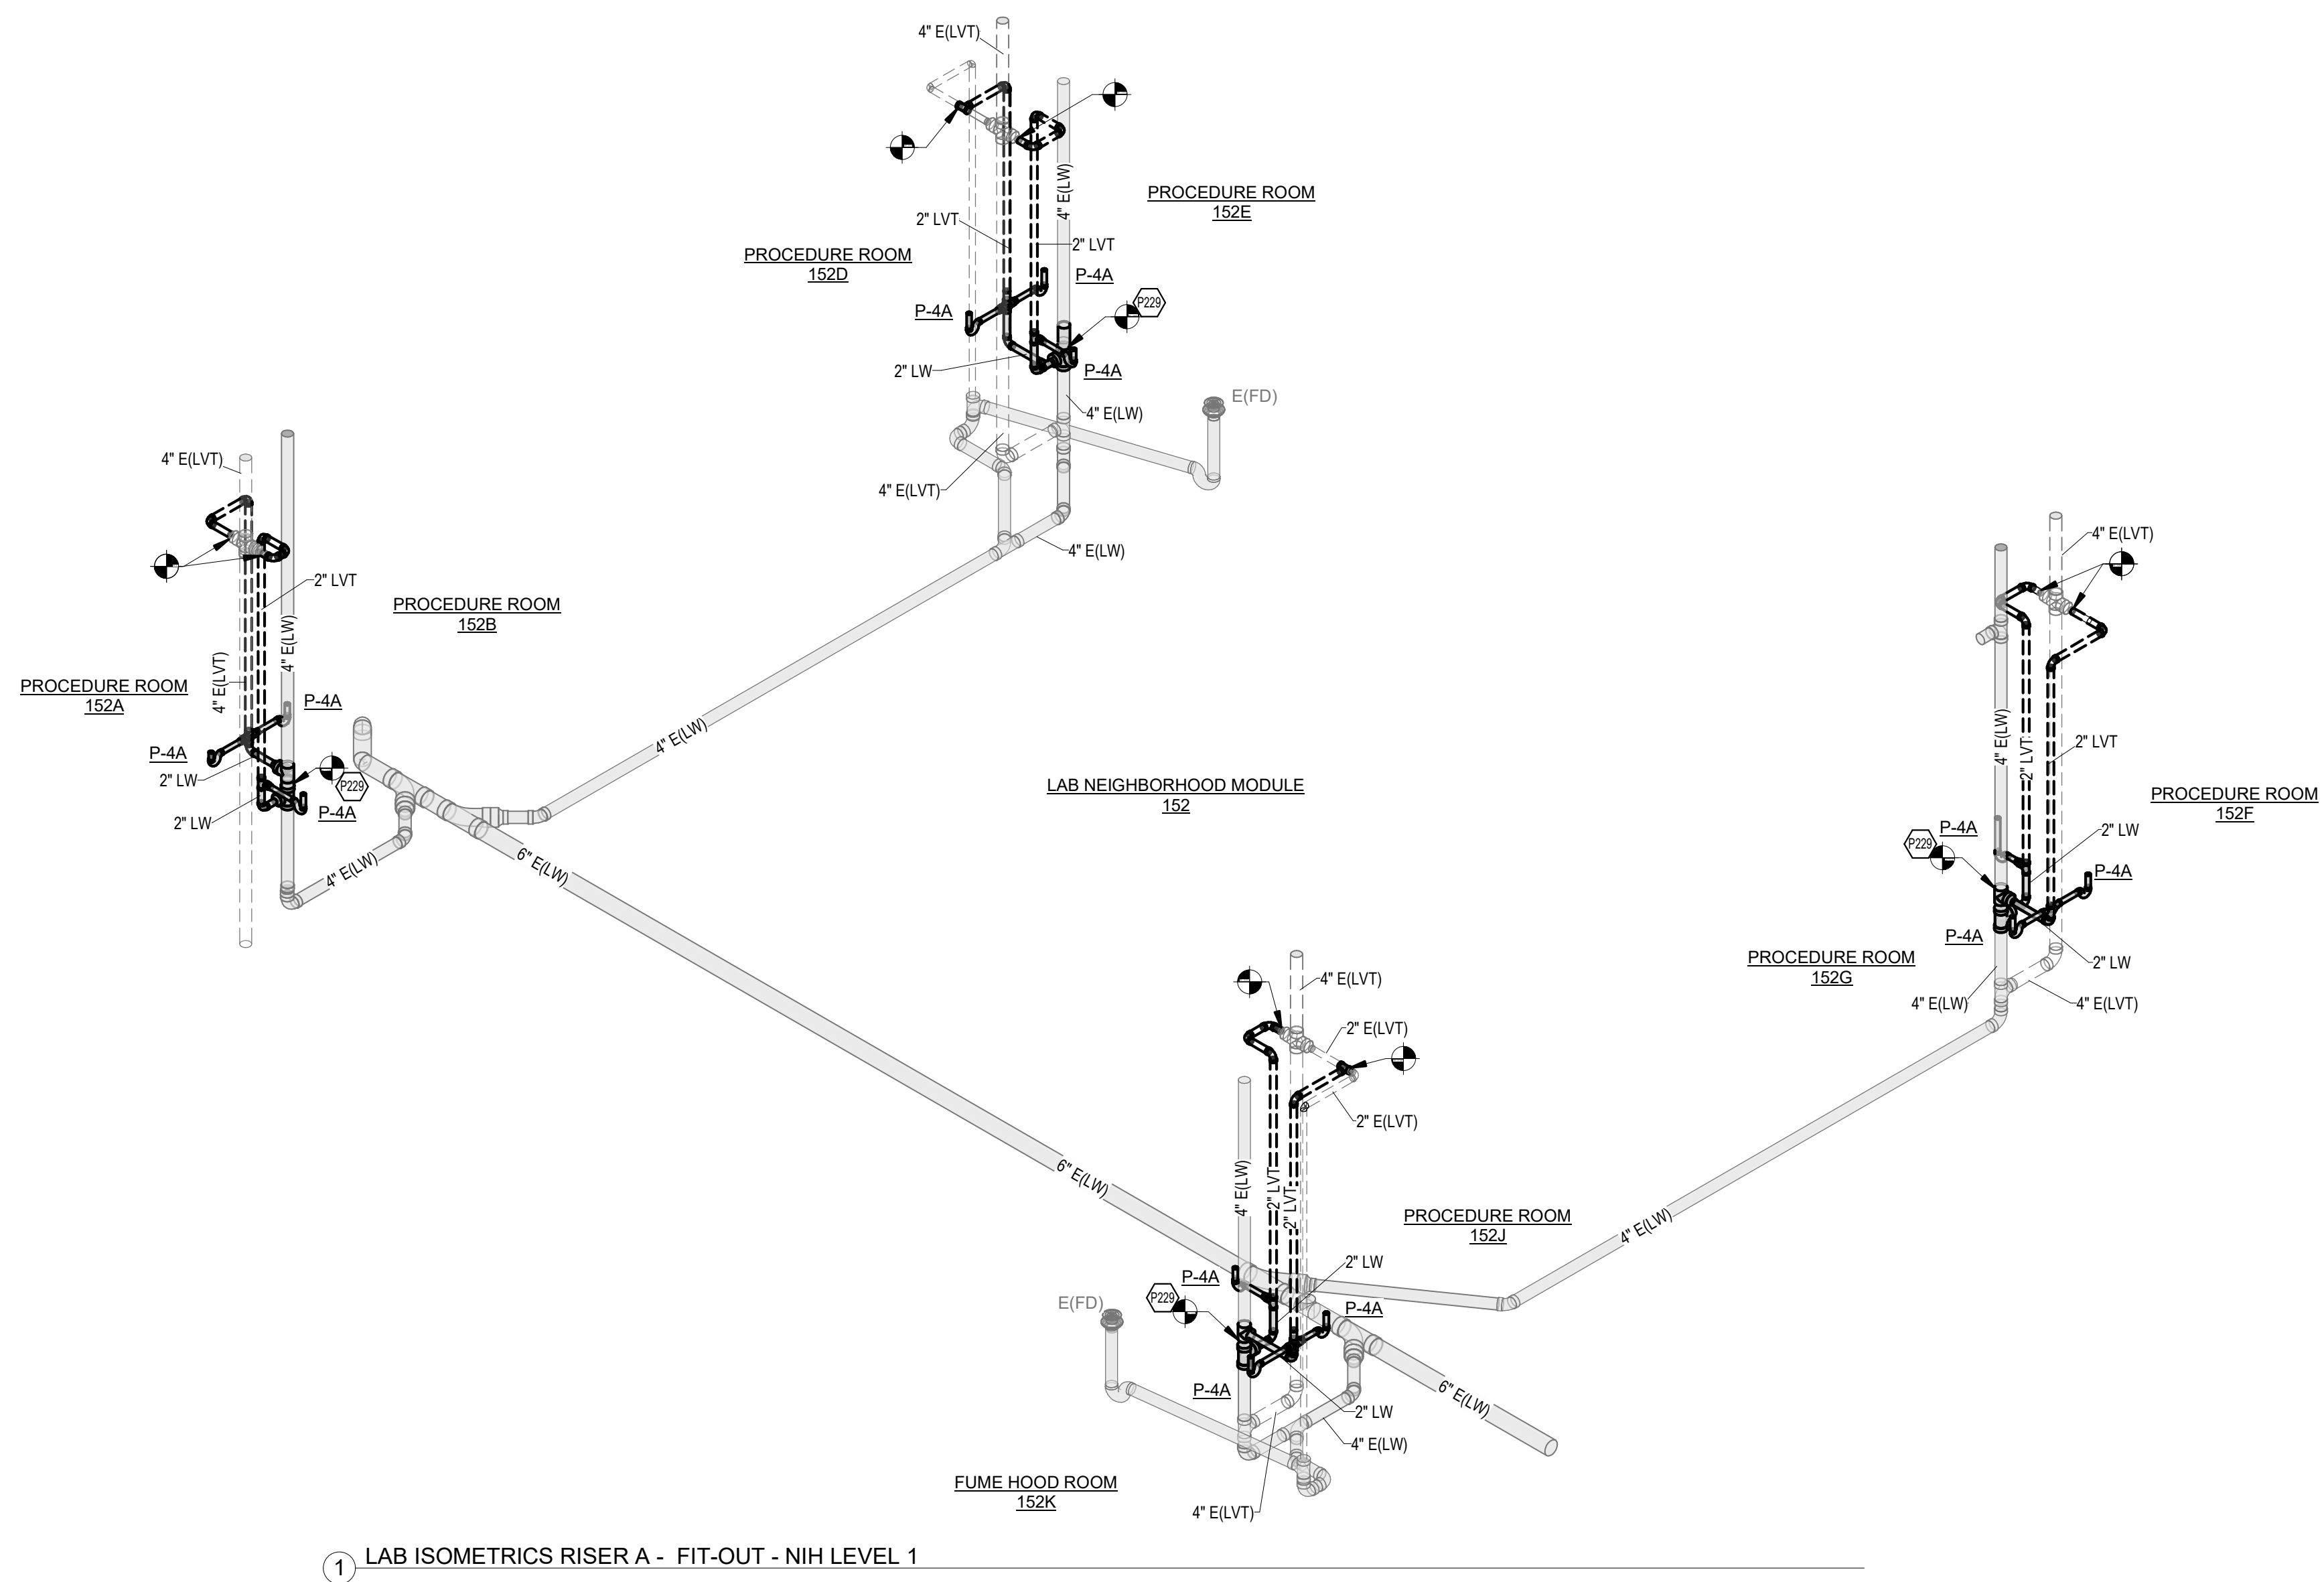 4" E(LVT)
PROCEDURE ROOM
152E
4" E(LW)
2" LVT
2" LVT
PROCEDURE ROOM
152D
P-4A
P-4A
P229
2" LW
P-4A
E(FD)
4" E(LW)
4" E(LVT)
4" E(LW)
4" E(LW)
4" E(LVT)
2" LVT
PROCEDURE ROOM
152B
4" E(LW)
4" E(LVT)
PROCEDURE ROOM
152A
P-4A
P-4A
2" LW
P229
P-4A
2" LW
4" E(LW)
6" E(LW)
LAB NEIGHBORHOOD MODULE
152
4" E(LVT)
4" E(LW)
2" LVT
2" LVT
PROCEDURE ROOM
152F
P-4A
2" LW
P229
P-4A
P-4A
PROCEDURE ROOM
152G
2" LW
4" E(LW)
4" E(LVT)
4" E(LVT)
2" E(LVT)
2" E(LVT)
6" E(LW)
4" E(LW)
2" LVT
2" LVT
PROCEDURE ROOM
152J
4" E(LW)
2" LW
P-4A
P229
E(FD)
P-4A
P-4A
6" E(LW)
2" LW
4" E(LW)
FUME HOOD ROOM
152K
4" E(LVT)
1
LAB ISOMETRICS RISER A - FIT-OUT - NIH LEVEL 1